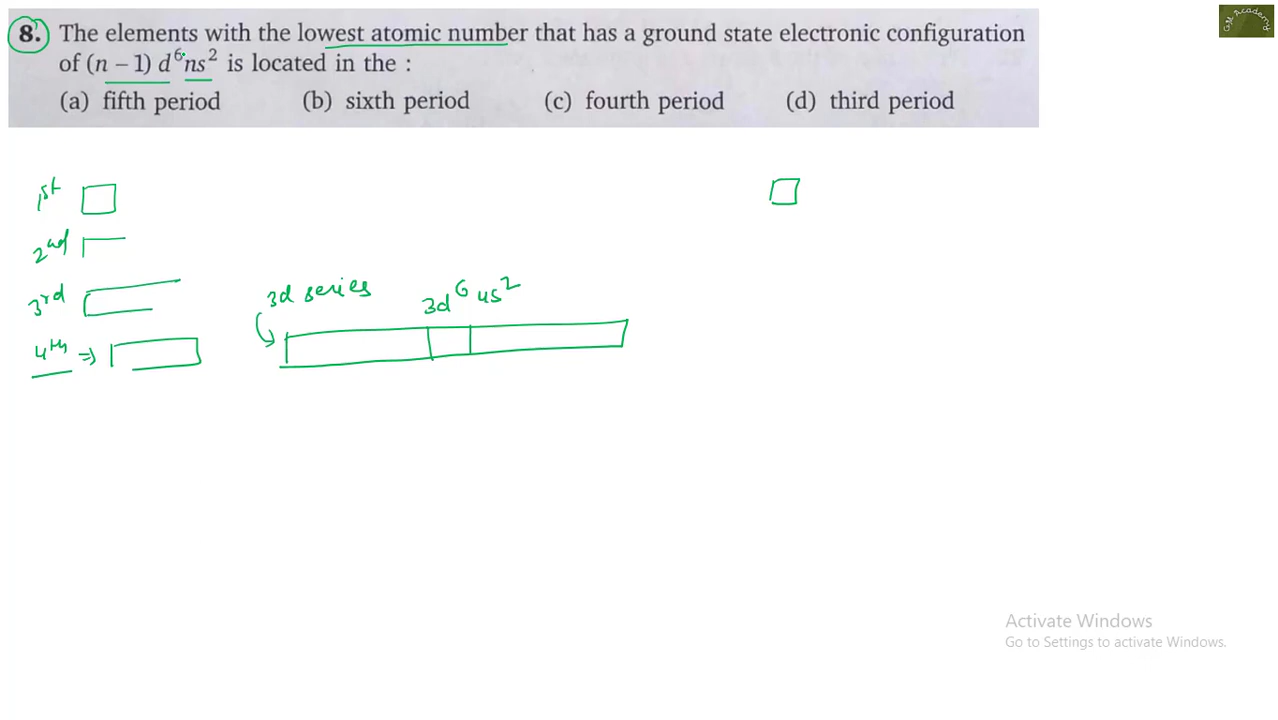 GM Academy
8. The elements with the lowest atomic number that has a ground state electronic configuration
of (n – 1) d⁶ns² is located in the :
(a) fifth period (b) sixth period (c) fourth period (d) third period
1st
2nd
3rd
3d series 3d⁶ 4s²
4th ⇒
Activate Windows
Go to Settings to activate Windows.